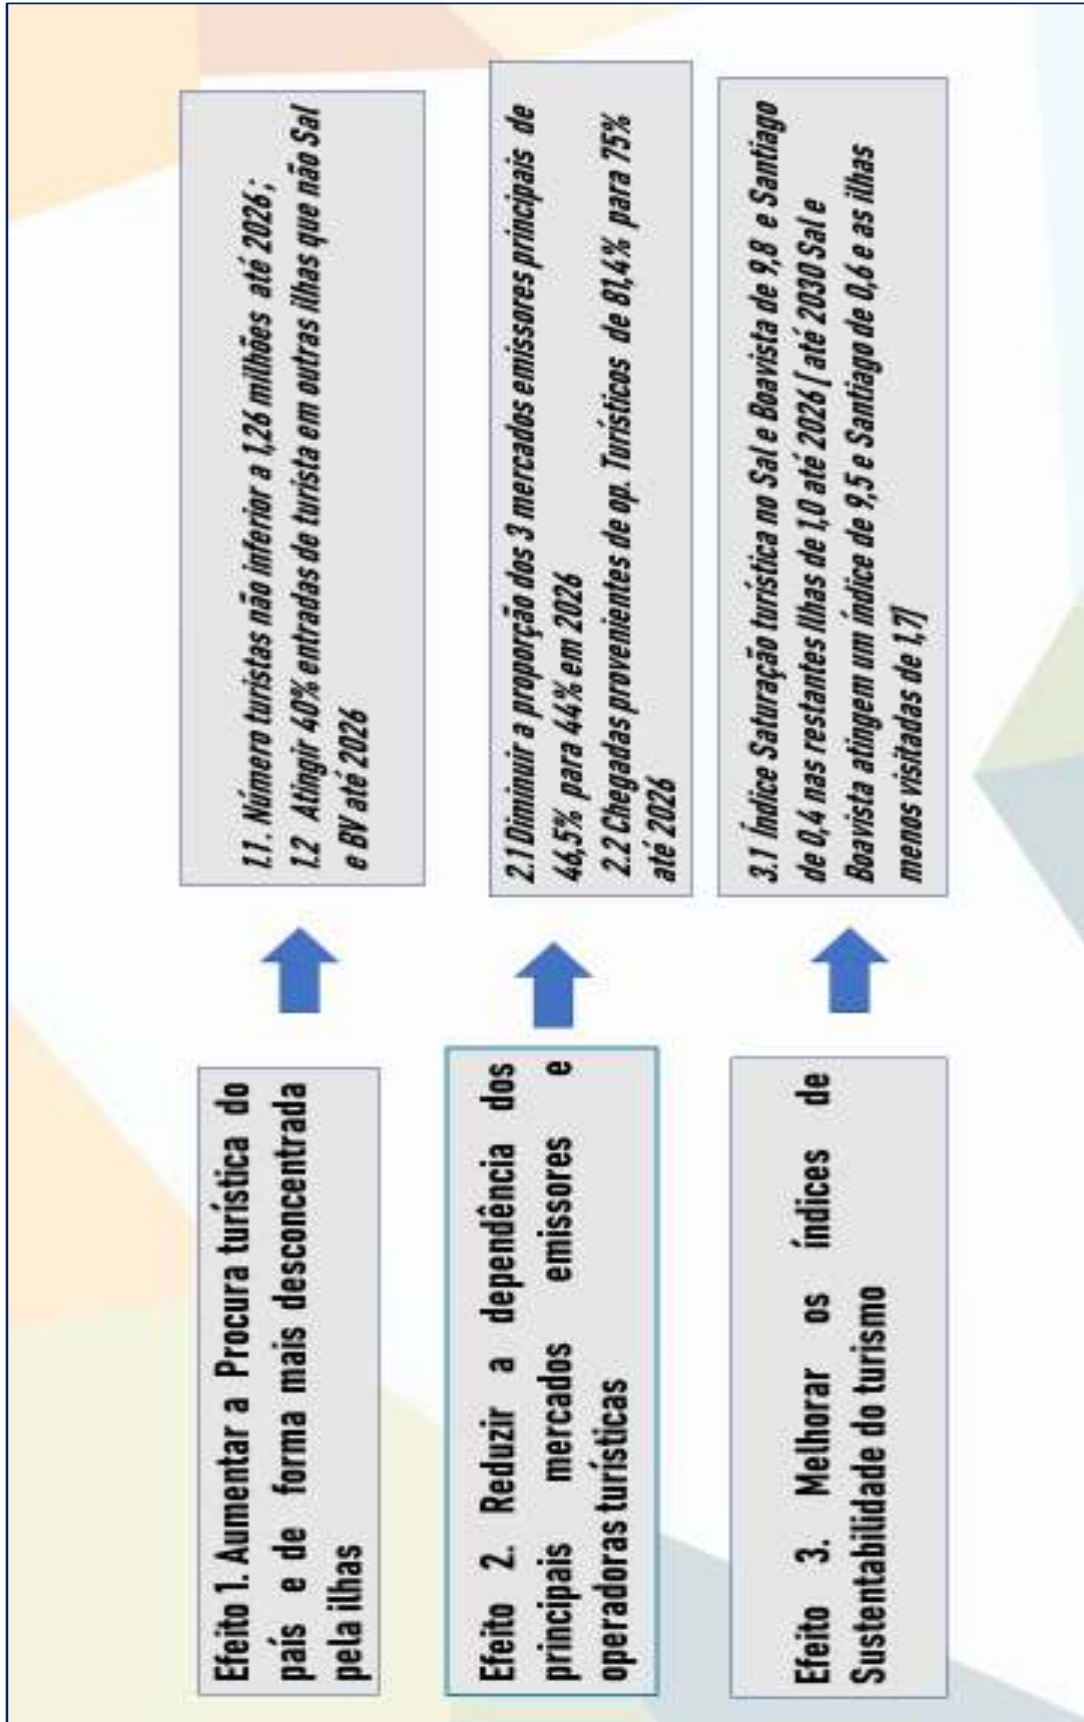 Efeito 1. Aumentar a Procura turística do
país e de forma mais desconcentrada
pela ilhas
1.1. Número turistas não inferior a 1,26 milhões até 2026;
1.2 Atingir 40% entradas de turista em outras ilhas que não Sal
e BV até 2026
Efeito 2. Reduzir a dependência dos
principais mercados emissores e
operadoras turísticas
2.1 Diminuir a proporção dos 3 mercados emissores principais de
46,5% para 44% em 2026
2.2 Chegadas provenientes de op. Turísticos de 81,4% para 75%
até 2026
Efeito 3. Melhorar os índices de
Sustentabilidade do turismo
3.1 Índice Saturação turística no Sal e Boavista de 9,8 e Santiago
de 0,4 nas restantes Ilhas de 1,0 até 2026 [ até 2030 Sal e
Boavista atingem um índice de 9,5 e Santiago de 0,6 e as ilhas
menos visitadas de 1,7]